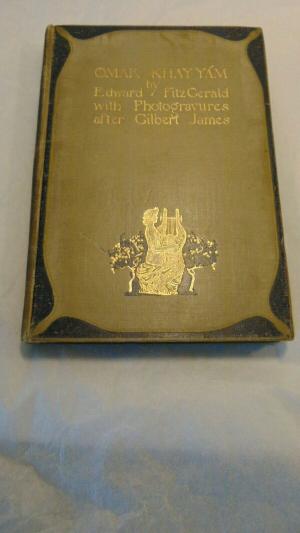 OMAR KHAYYÁM
by
Edward FitzGerald
with Photogravures
after Gilbert James